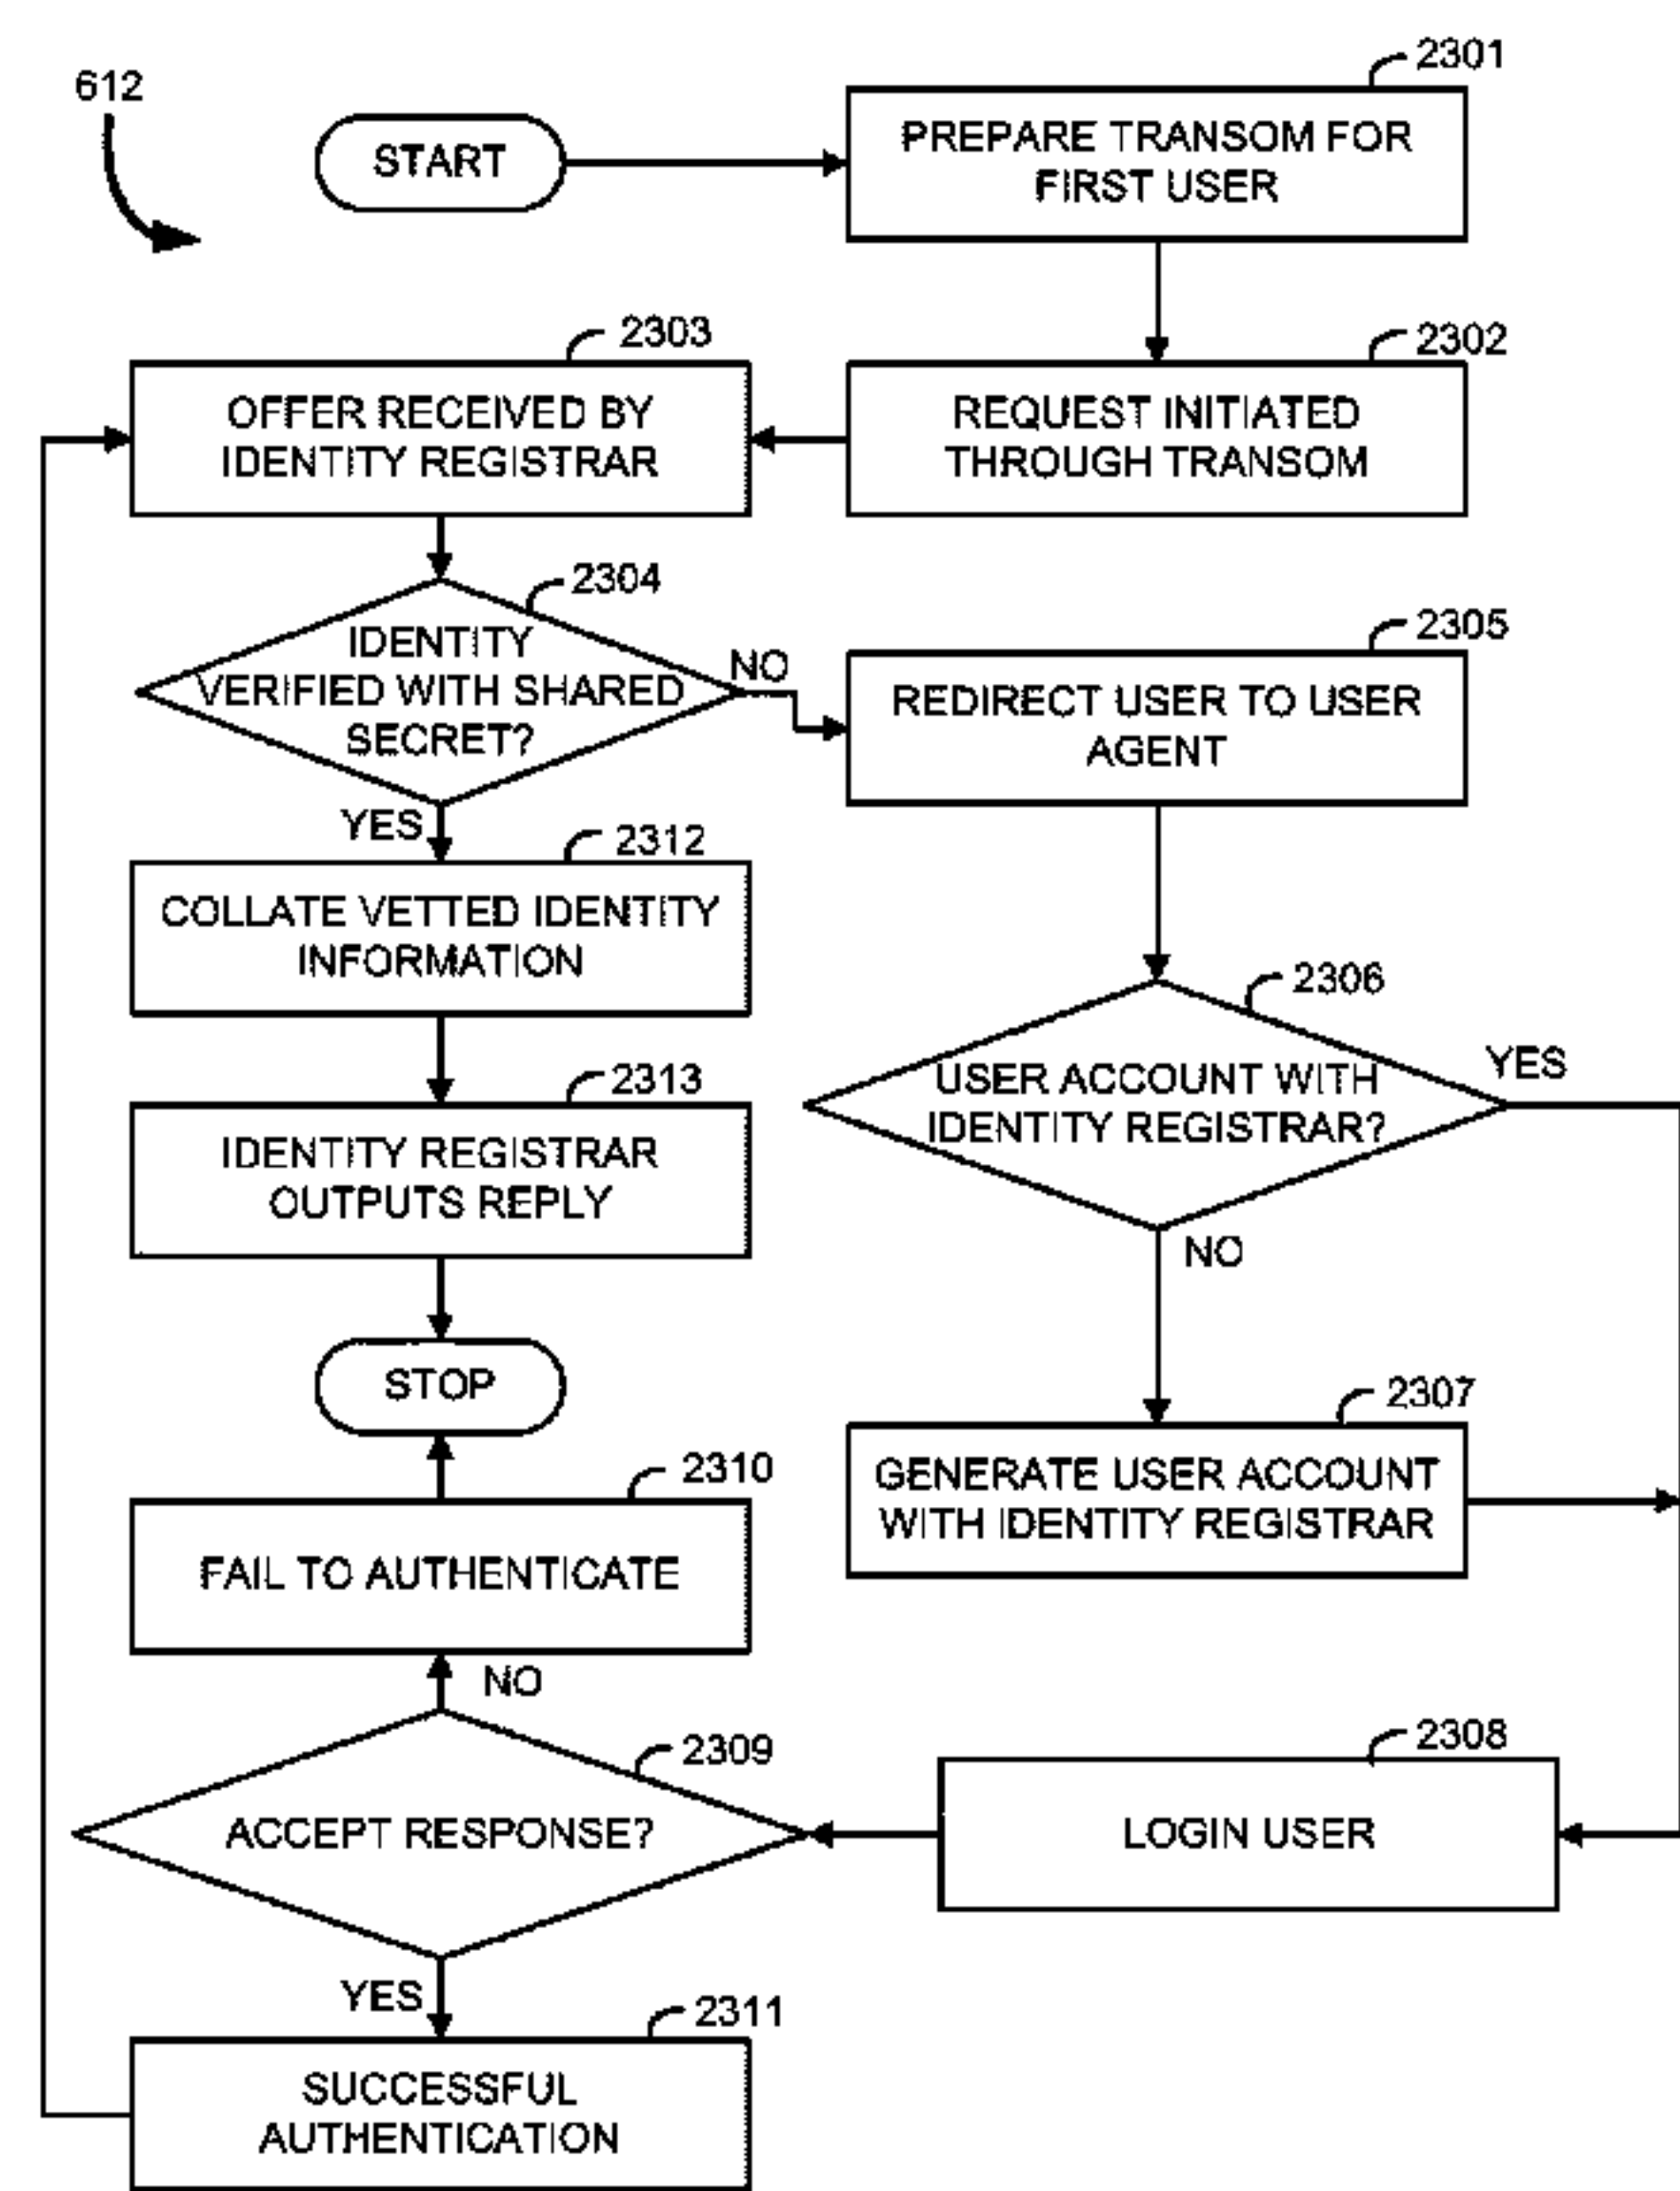 612
START
2301
PREPARE TRANSOM FOR
FIRST USER
2303
OFFER RECEIVED BY
IDENTITY REGISTRAR
2302
REQUEST INITIATED
THROUGH TRANSOM
2304
IDENTITY
VERIFIED WITH SHARED
SECRET?
NO
YES
2305
REDIRECT USER TO USER
AGENT
2312
COLLATE VETTED IDENTITY
INFORMATION
2306
USER ACCOUNT WITH
IDENTITY REGISTRAR?
YES
NO
2313
IDENTITY REGISTRAR
OUTPUTS REPLY
STOP
2307
GENERATE USER ACCOUNT
WITH IDENTITY REGISTRAR
2310
FAIL TO AUTHENTICATE
NO
2309
ACCEPT RESPONSE?
YES
2308
LOGIN USER
2311
SUCCESSFUL
AUTHENTICATION